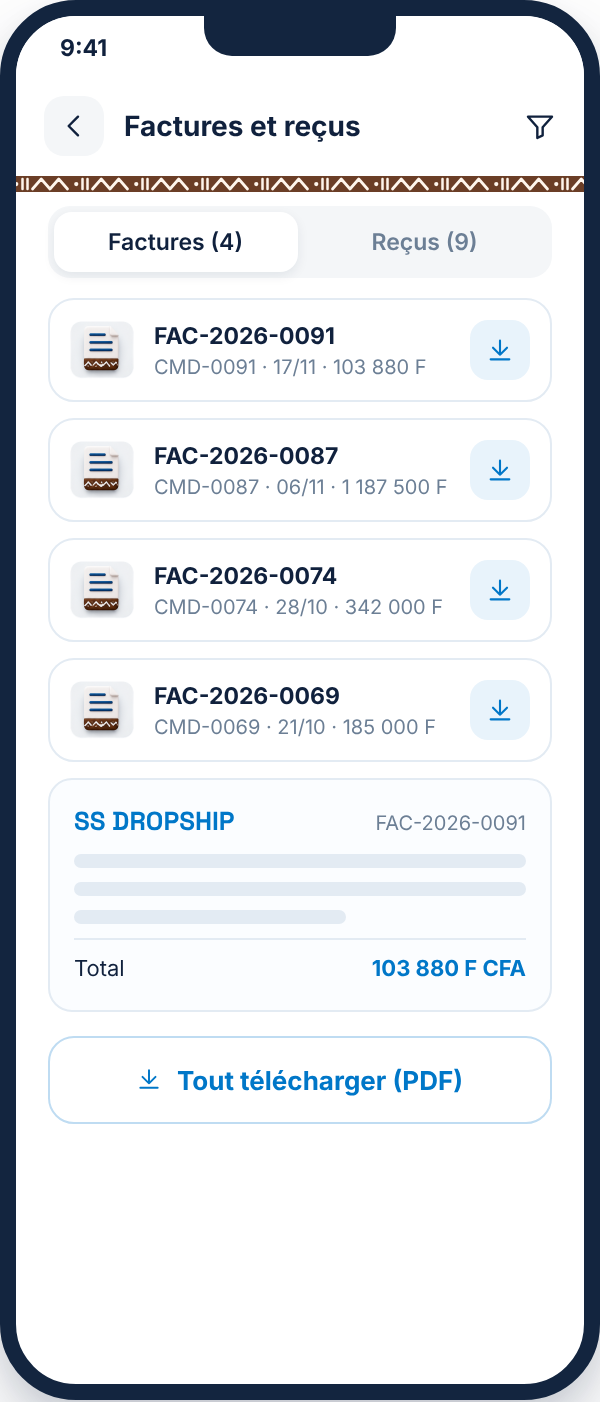 9:41
Factures et reçus
Factures (4)
Reçus (9)
FAC-2026-0091
CMD-0091 · 17/11 · 103 880 F
FAC-2026-0087
CMD-0087 · 06/11 · 1 187 500 F
FAC-2026-0074
CMD-0074 · 28/10 · 342 000 F
FAC-2026-0069
CMD-0069 · 21/10 · 185 000 F
SS DROPSHIP
FAC-2026-0091
Total
103 880 F CFA
Tout télécharger (PDF)